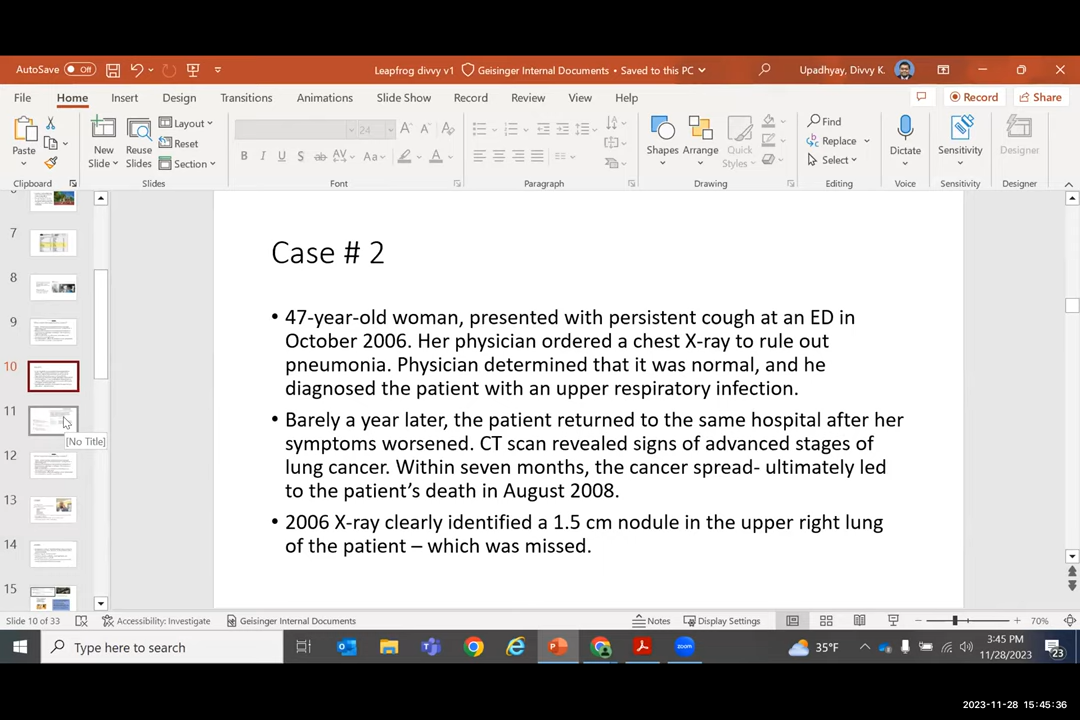 AutoSave Off
Leapfrog divvy v1
Geisinger Internal Documents • Saved to this PC
Upadhyay, Divvy K.
File Home Insert Design Transitions Animations Slide Show Record Review View Help
Record Share
Paste
New Slide
Reuse Slides
Layout
Reset
Section
24
Shapes Arrange Quick Styles
Find
Replace
Select
Dictate
Sensitivity
Designer
Clipboard Slides Font Paragraph Drawing Editing Voice Sensitivity Designer
7
8
9
10
11
[No Title]
12
13
14
15
Case # 2
• 47-year-old woman, presented with persistent cough at an ED in
October 2006. Her physician ordered a chest X-ray to rule out
pneumonia. Physician determined that it was normal, and he
diagnosed the patient with an upper respiratory infection.
• Barely a year later, the patient returned to the same hospital after her
symptoms worsened. CT scan revealed signs of advanced stages of
lung cancer. Within seven months, the cancer spread- ultimately led
to the patient’s death in August 2008.
• 2006 X-ray clearly identified a 1.5 cm nodule in the upper right lung
of the patient – which was missed.
Slide 10 of 33 Accessibility: Investigate Geisinger Internal Documents Notes Display Settings 70%
Type here to search
35°F
3:45 PM
11/28/2023
23
2023-11-28 15:45:36